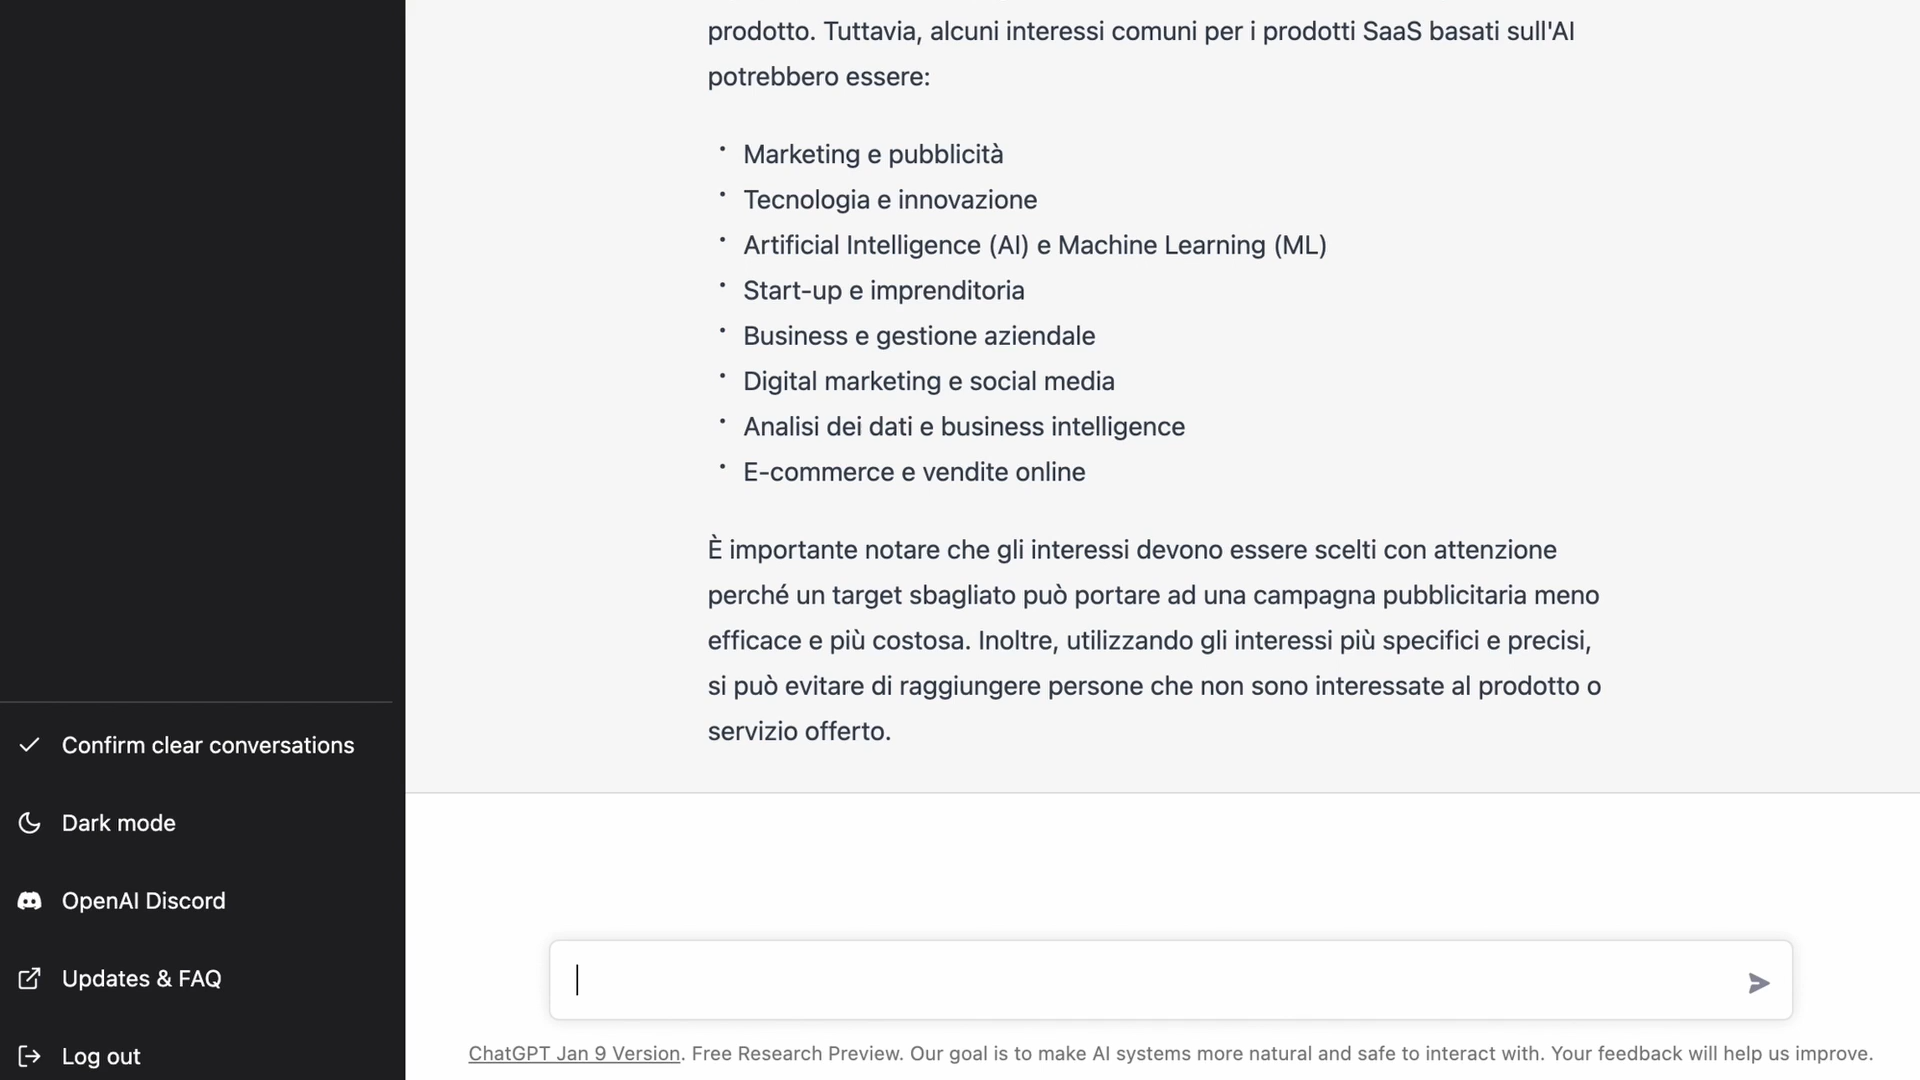 prodotto. Tuttavia, alcuni interessi comuni per i prodotti SaaS basati sull'AI
potrebbero essere:
• Marketing e pubblicità
• Tecnologia e innovazione
• Artificial Intelligence (AI) e Machine Learning (ML)
• Start-up e imprenditoria
• Business e gestione aziendale
• Digital marketing e social media
• Analisi dei dati e business intelligence
• E-commerce e vendite online
È importante notare che gli interessi devono essere scelti con attenzione
perché un target sbagliato può portare ad una campagna pubblicitaria meno
efficace e più costosa. Inoltre, utilizzando gli interessi più specifici e precisi,
si può evitare di raggiungere persone che non sono interessate al prodotto o
servizio offerto.
Confirm clear conversations
Dark mode
OpenAI Discord
Updates & FAQ
Log out
ChatGPT Jan 9 Version. Free Research Preview. Our goal is to make AI systems more natural and safe to interact with. Your feedback will help us improve.